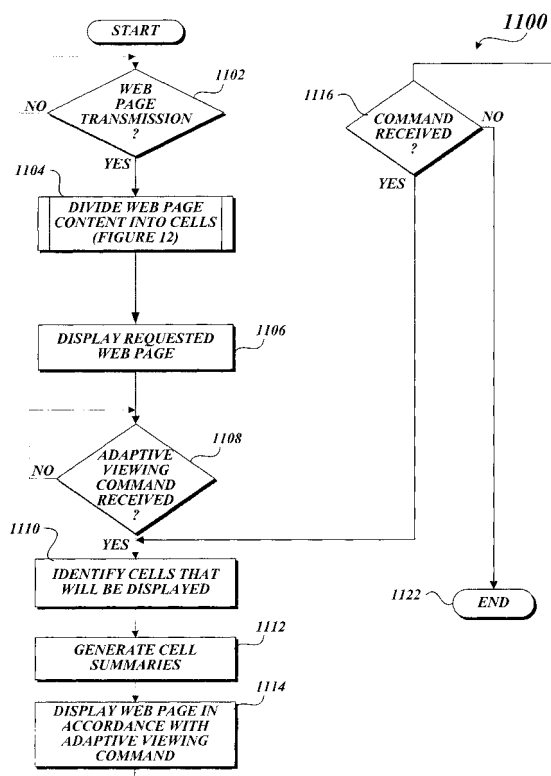 1100
START
1102
WEB
PAGE
TRANSMISSION
?
NO
YES
1104
DIVIDE WEB PAGE
CONTENT INTO CELLS
(FIGURE 12)
DISPLAY REQUESTED
WEB PAGE
1106
1108
ADAPTIVE
VIEWING
COMMAND
RECEIVED
?
NO
YES
1110
IDENTIFY CELLS THAT
WILL BE DISPLAYED
1112
GENERATE CELL
SUMMARIES
1114
DISPLAY WEB PAGE IN
ACCORDANCE WITH
ADAPTIVE VIEWING
COMMAND
1116
COMMAND
RECEIVED
?
NO
YES
1122
END